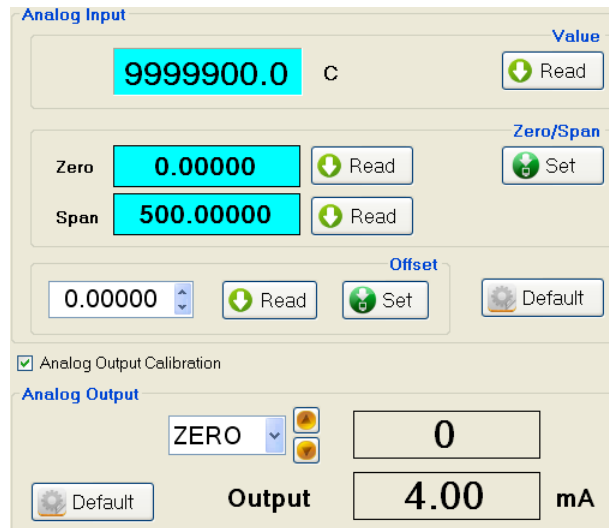 Analog Input
Value
9999900.0 C Read
Zero/Span
Zero 0.00000 Read Set
Span 500.00000 Read
Offset
0.00000 Read Set Default
Analog Output Calibration
Analog Output
ZERO 0
Default Output 4.00 mA